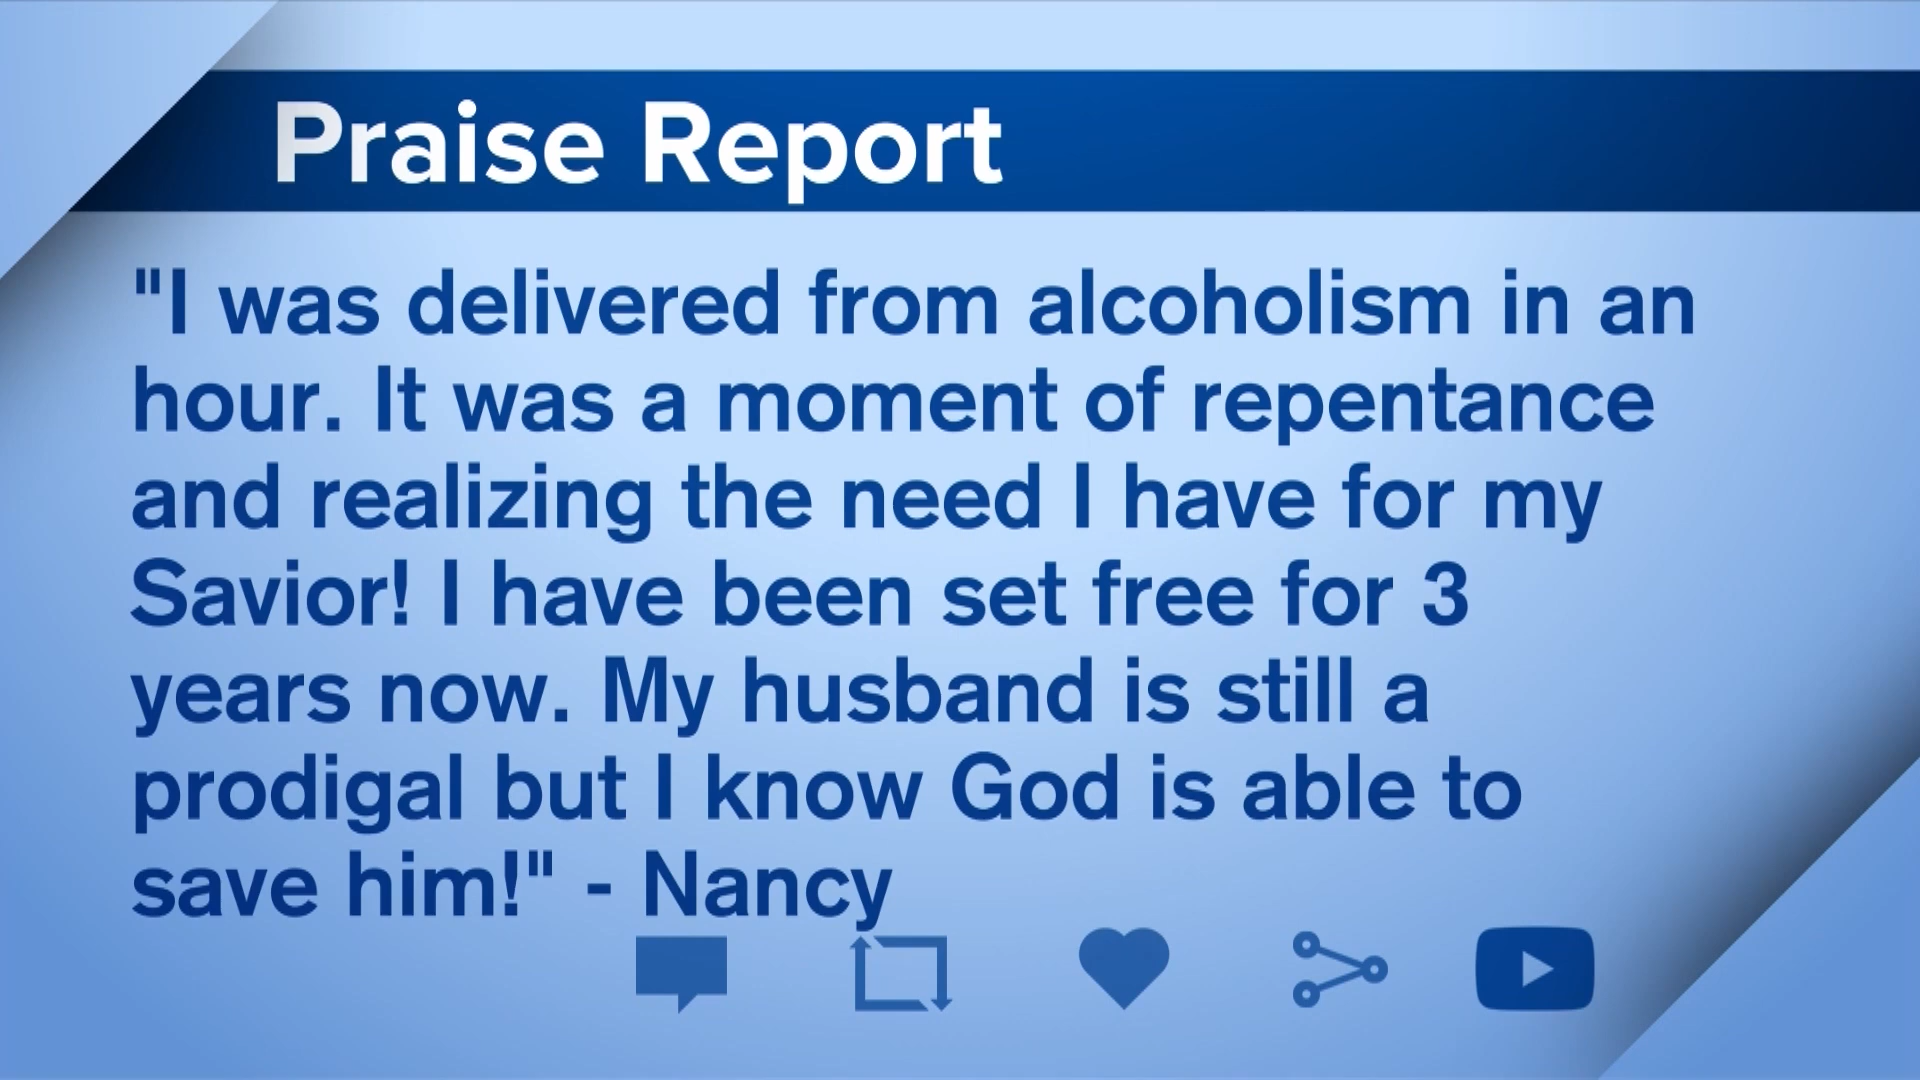 Praise Report
"I was delivered from alcoholism in an
hour. It was a moment of repentance
and realizing the need I have for my
Savior! I have been set free for 3
years now. My husband is still a
prodigal but I know God is able to
save him!" - Nancy